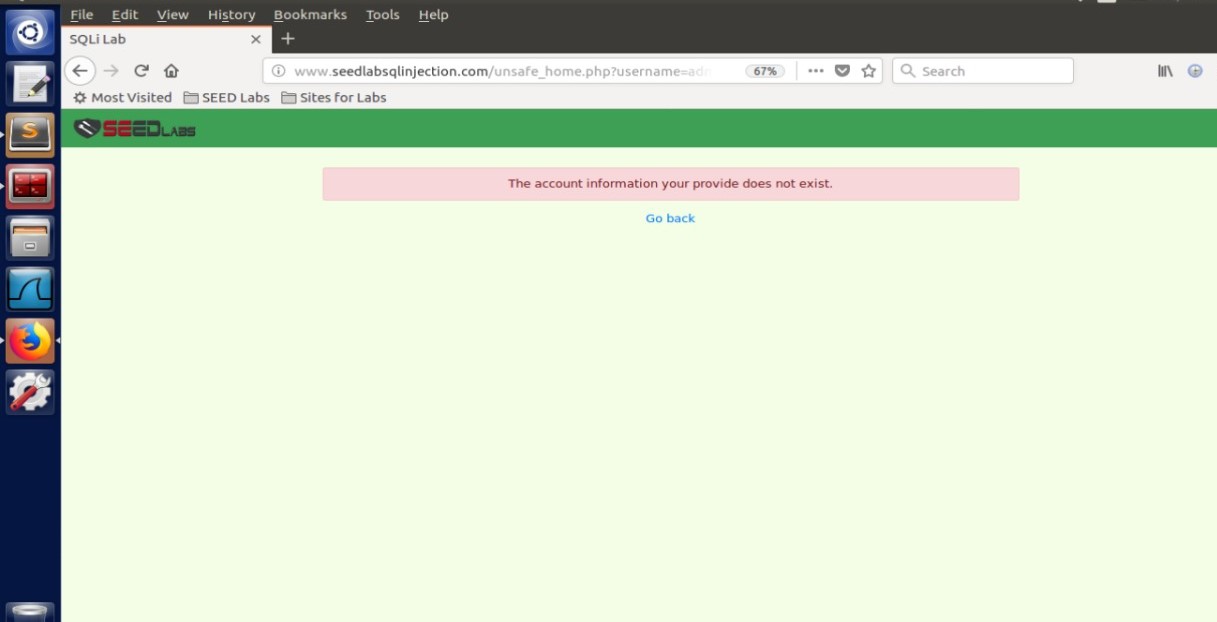 File Edit View History Bookmarks Tools Help
SQLi Lab
www.seedlabsqlinjection.com/unsafe_home.php?username=adn 67% Search
Most Visited SEED Labs Sites for Labs
SEEDLABS
The account information your provide does not exist.
Go back